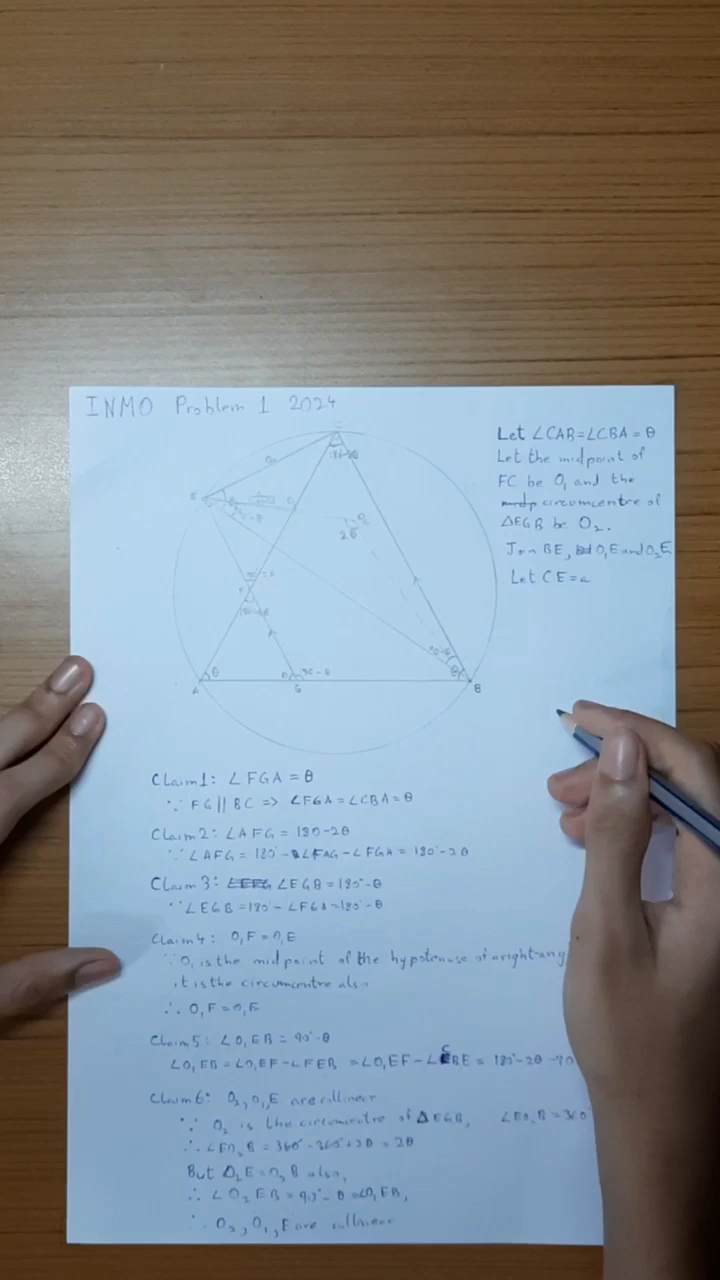 INMO Problem 1 2024
Let ∠CAB=∠CBA = θ
Let the midpoint of
FC be O₁ and the
circumcentre of
ΔEGB be O₂.
Join BE, O₁E and O₂E
Let CE=a
C
E
A
G
B
θ
2θ
Claim1: ∠FGA = θ
∵ FG||BC => ∠FGA=∠CBA=θ
Claim2: ∠AFG = 180-2θ
∵ ∠AFG = 180°-∠FAG-∠FGA = 180°-2θ
Claim 3: ∠EGB=180°-θ
∵ ∠EGB=180°-∠FGA=180°-θ
Claim4: O₁F=O₁E
∵ O₁ is the midpoint of the hypotenuse of a right-ang
it is the circumcentre also
∴ O₁F=O₁E
Claim5: ∠O₁EB = 90°-θ
∠O₁EB=∠O₁EF-∠FEB =∠O₁EF-∠CBE = 180°-2θ-90
Claim6: O₂,O₁,E are collinear
∵ O₂ is the circumcentre of ΔEGB, ∠EO₂B=360°
∴ ∠EO₂B = 360°-360°+2θ = 2θ
But O₂E=O₂B also,
∴ ∠O₂EB=90°-θ=∠O₁EB,
∴ O₂,O₁,E are collinear